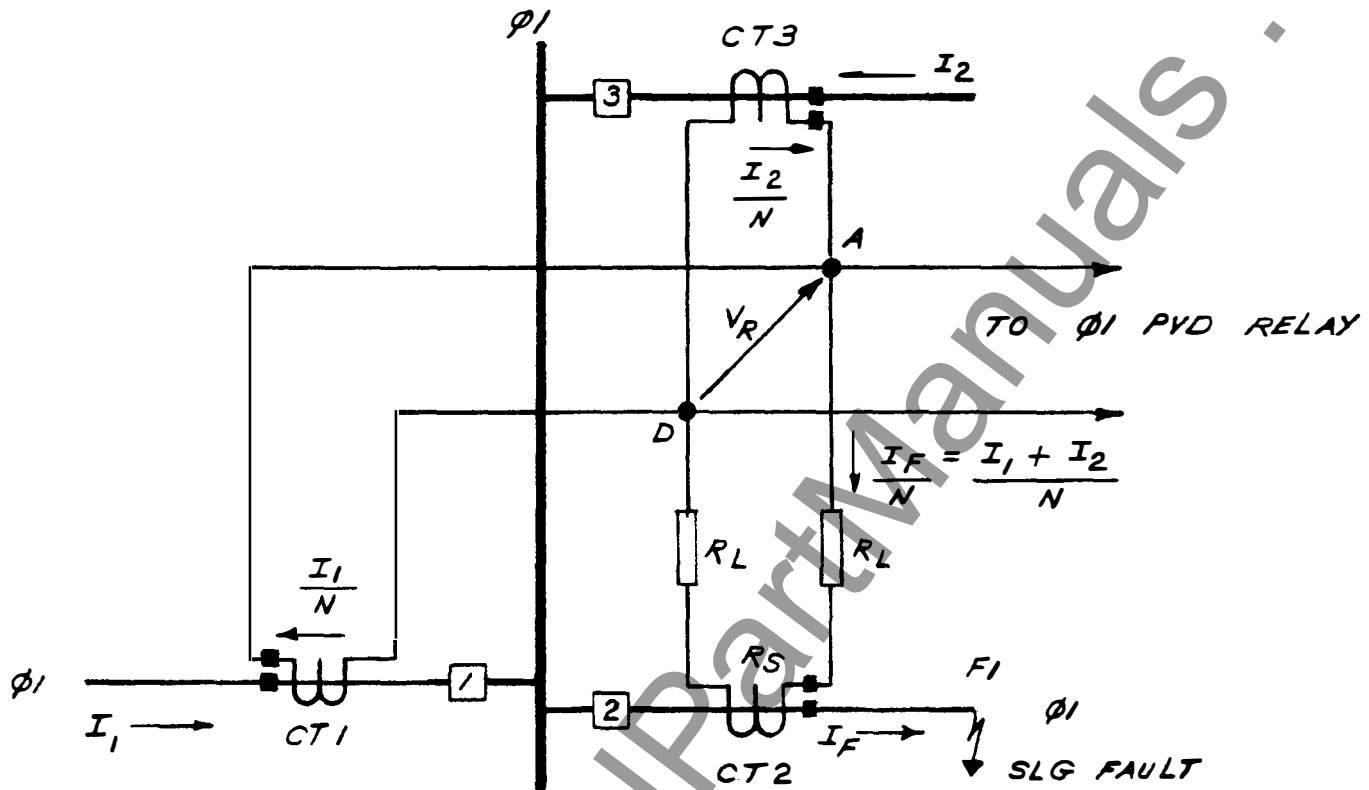 φ1
CT3
I2
3
I2
N
A
VR
TO φ1 PVD RELAY
D
IF = I1 + I2
N N
RL
RL
I1
N
RS
F1
φ1
1
2
φ1
I1
CT1
IF
CT2
SLG FAULT
IPartManuals .